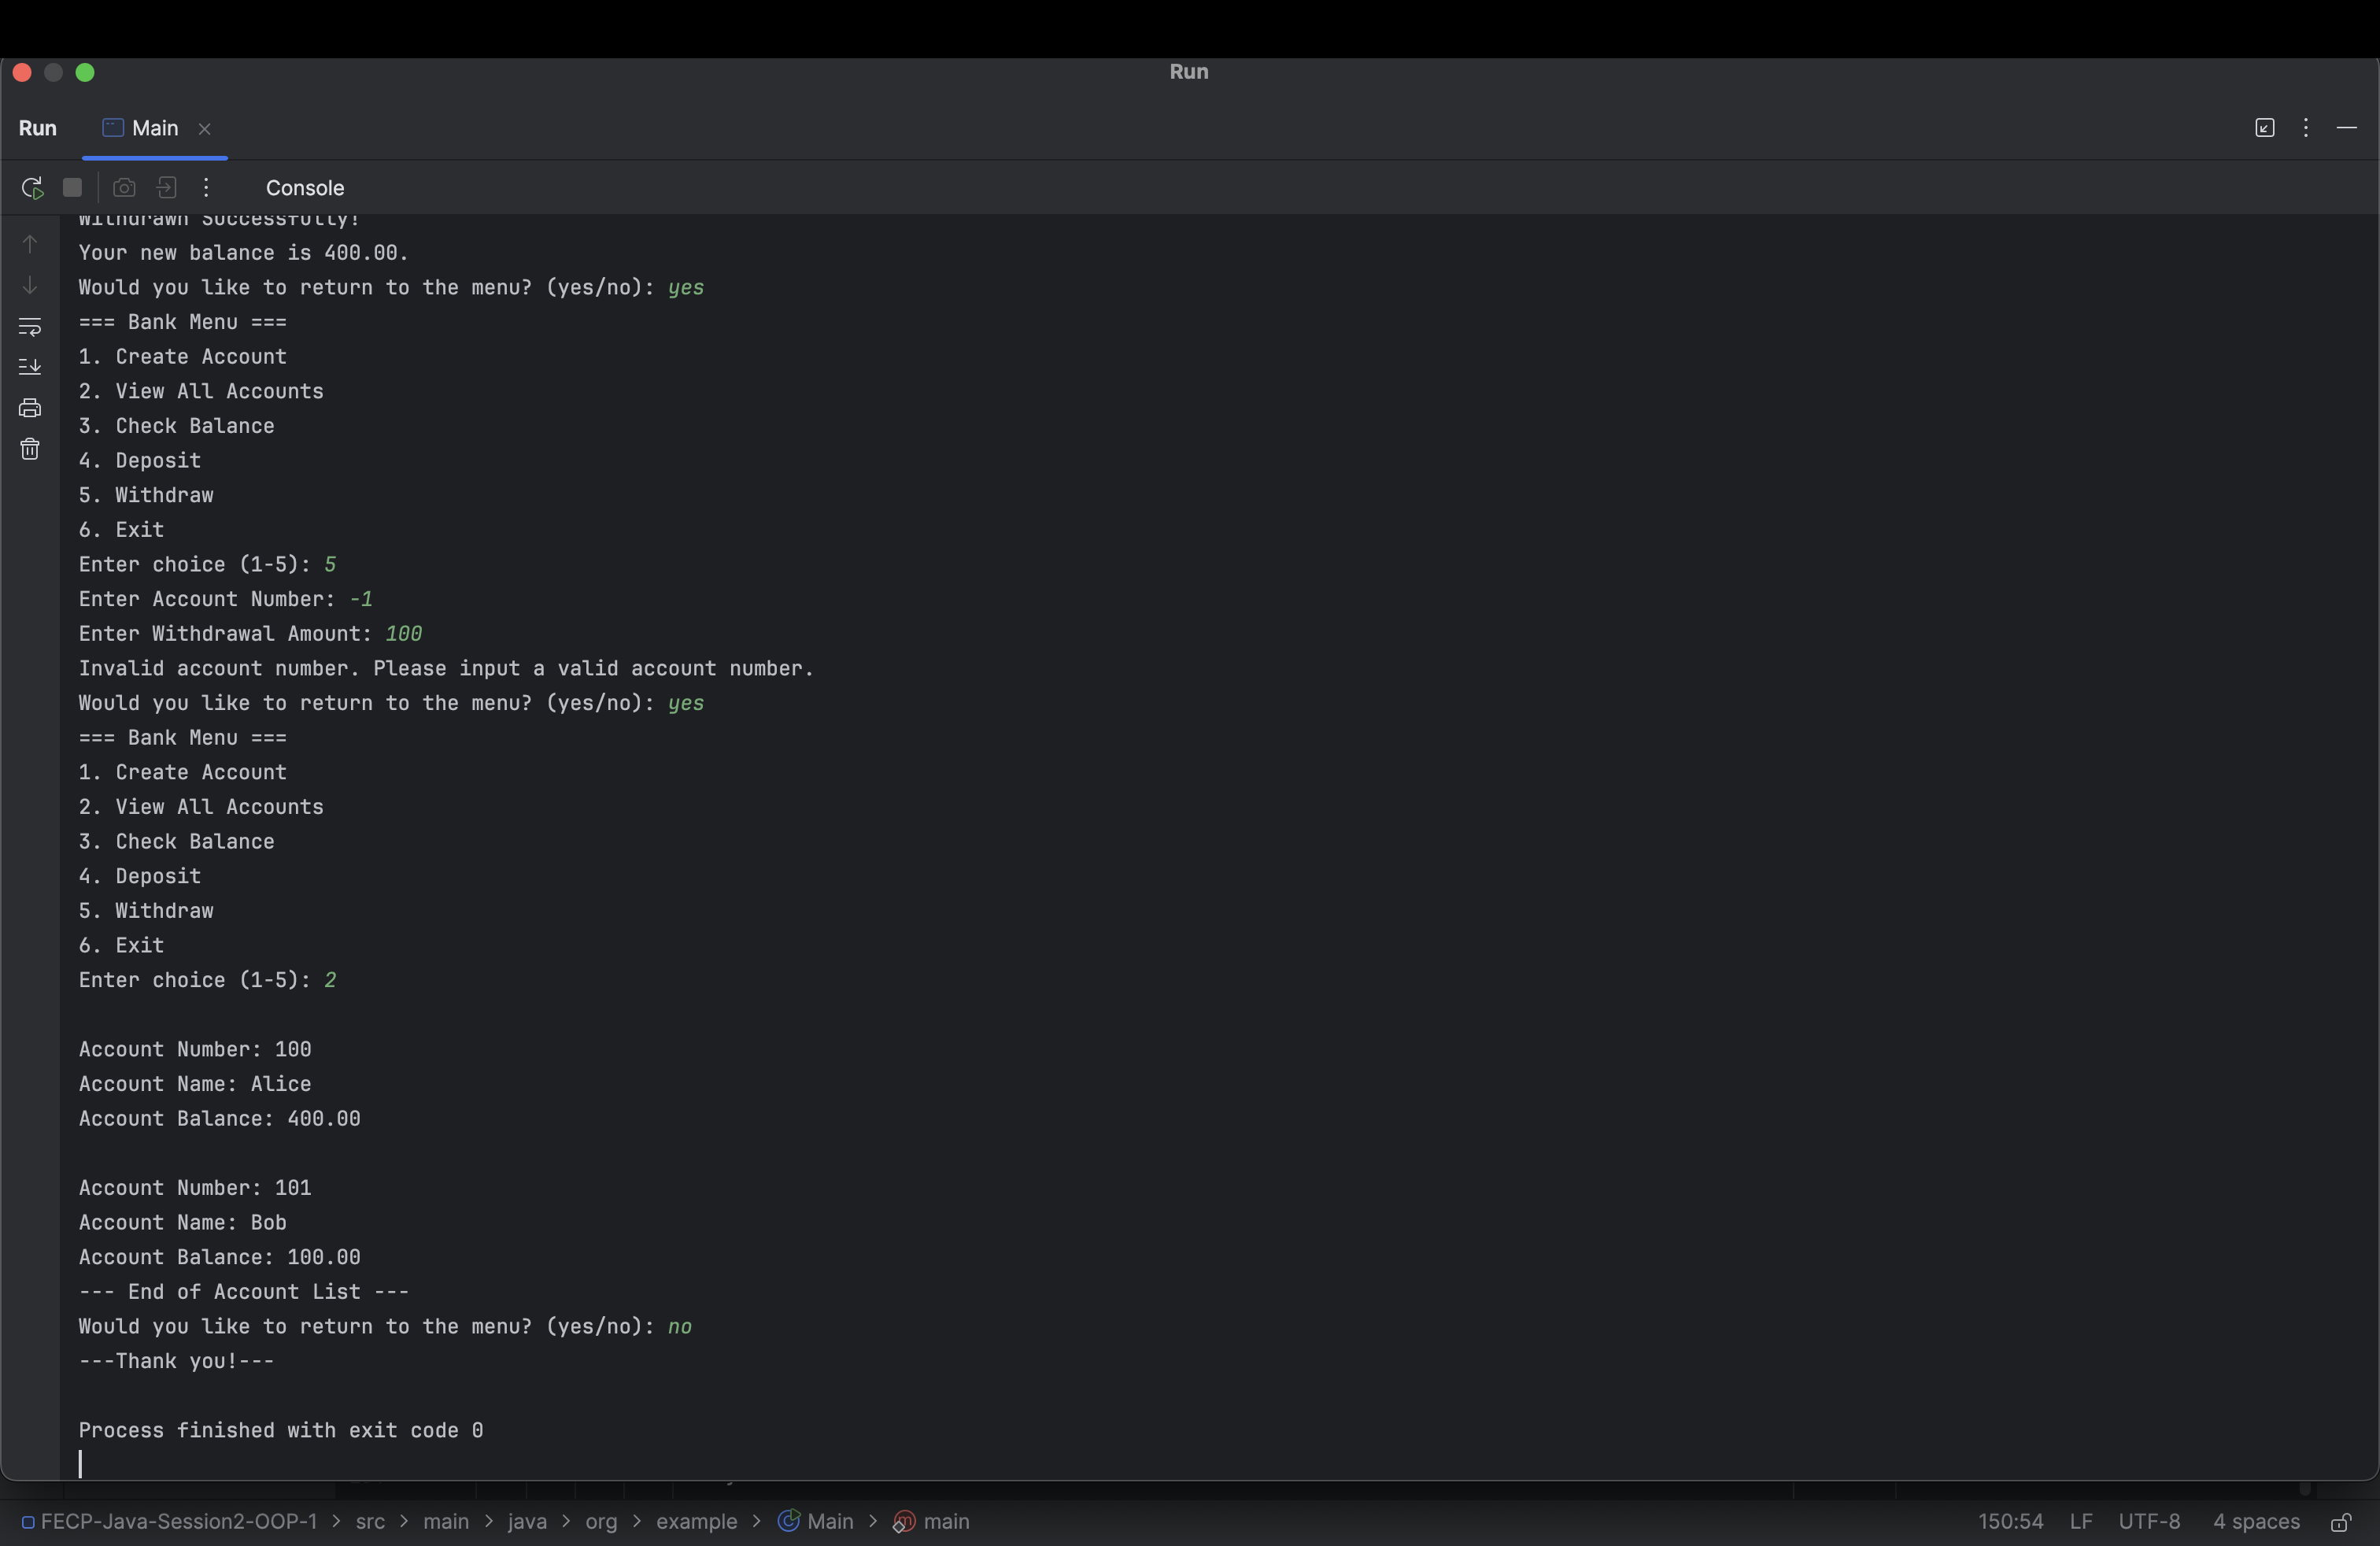 Run
Run Main
Console
Withdrawn Successfully!
Your new balance is 400.00.
Would you like to return to the menu? (yes/no): yes
=== Bank Menu ===
1. Create Account
2. View All Accounts
3. Check Balance
4. Deposit
5. Withdraw
6. Exit
Enter choice (1-5): 5
Enter Account Number: -1
Enter Withdrawal Amount: 100
Invalid account number. Please input a valid account number.
Would you like to return to the menu? (yes/no): yes
=== Bank Menu ===
1. Create Account
2. View All Accounts
3. Check Balance
4. Deposit
5. Withdraw
6. Exit
Enter choice (1-5): 2
Account Number: 100
Account Name: Alice
Account Balance: 400.00
Account Number: 101
Account Name: Bob
Account Balance: 100.00
--- End of Account List ---
Would you like to return to the menu? (yes/no): no
---Thank you!---
Process finished with exit code 0
FECP-Java-Session2-OOP-1 > src > main > java > org > example > Main > main 150:54 LF UTF-8 4 spaces